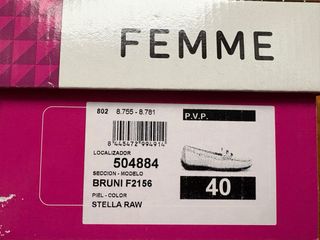 FEMME
802 8.755 - 8.781
P.V.P.
8 445472 994914
LOCALIZADOR
504884
SECCION - MODELO
BRUNI F2156
40
PIEL - COLOR
STELLA RAW